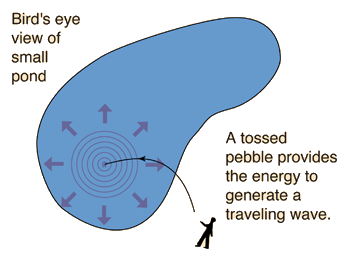 Bird's eye
view of
small
pond
A tossed
pebble provides
the energy to
generate a
traveling wave.